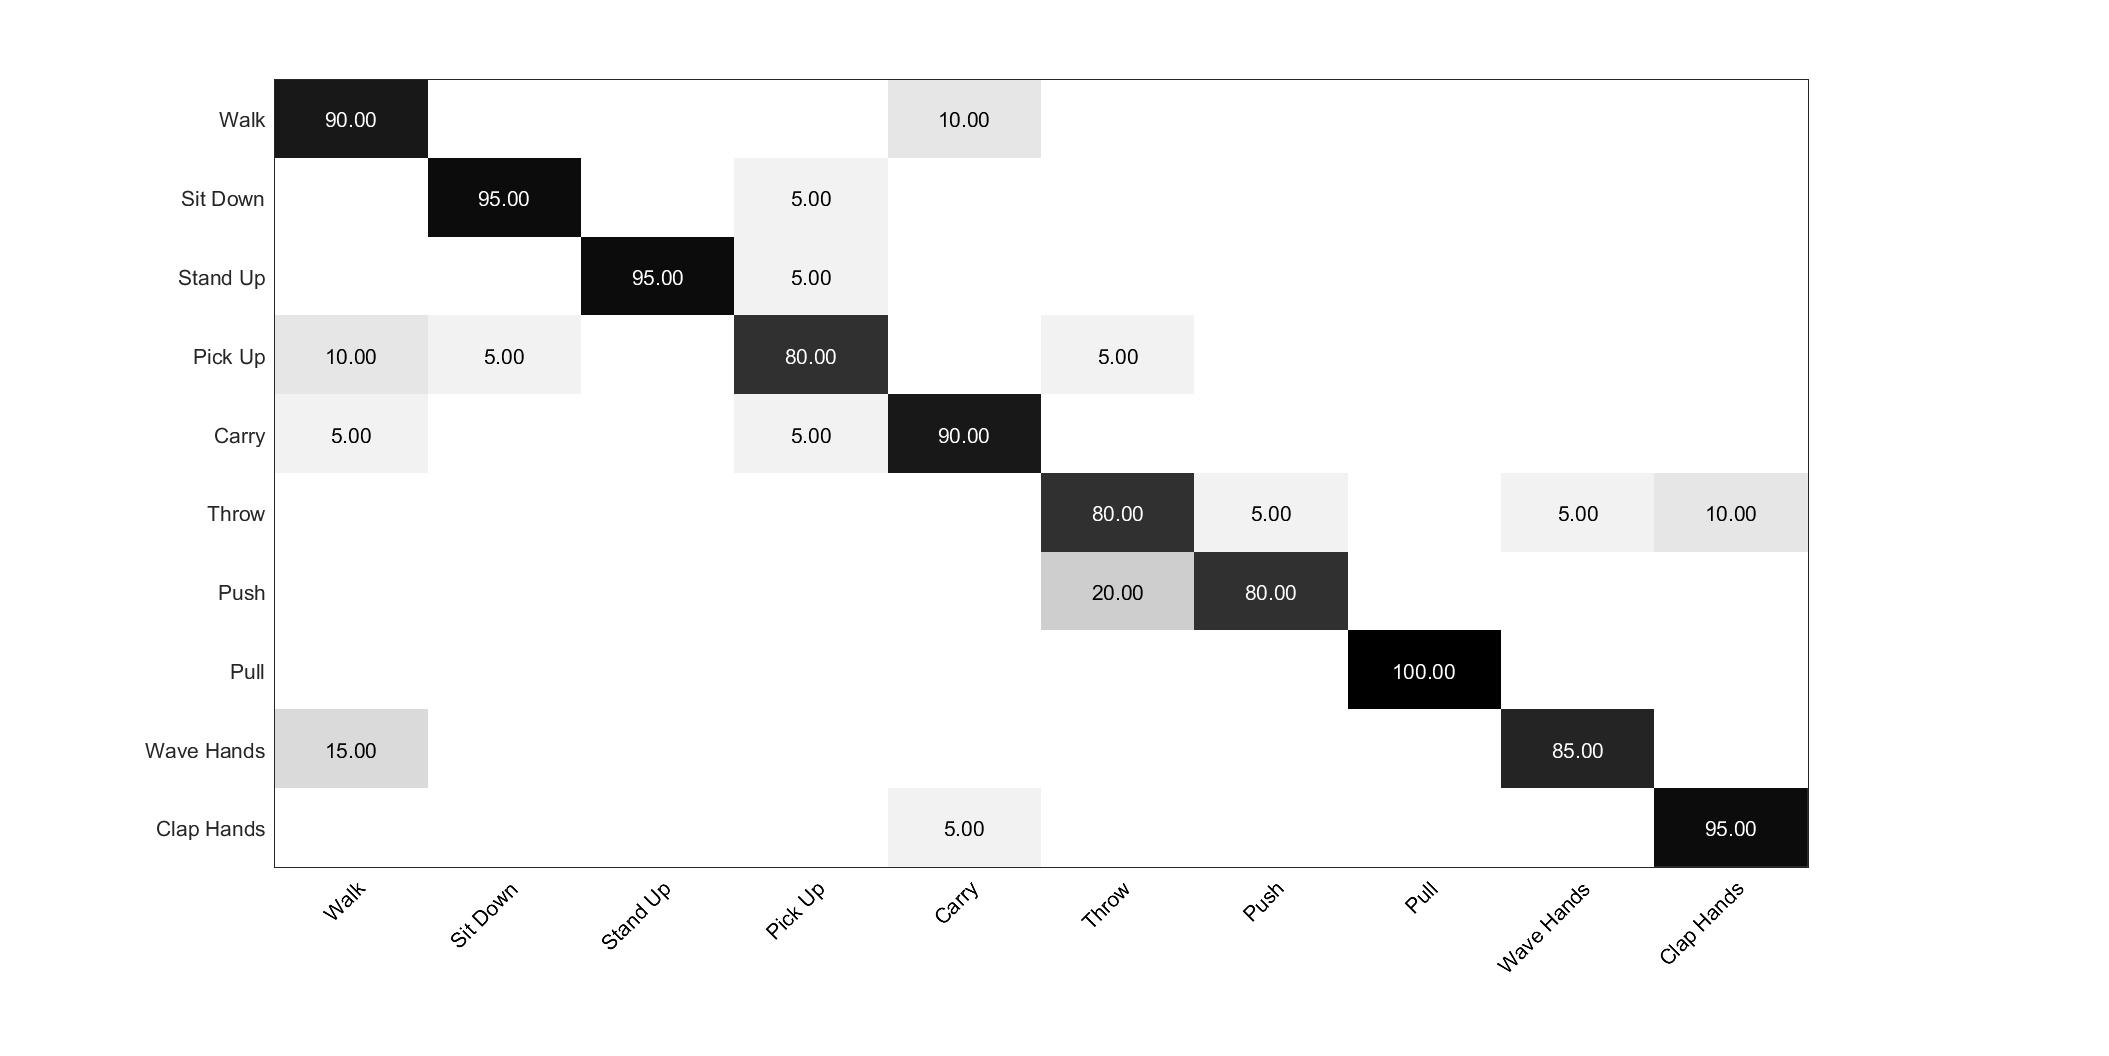 Walk 90.00 10.00
Sit Down 95.00 5.00
Stand Up 95.00 5.00
Pick Up 10.00 5.00 80.00 5.00
Carry 5.00 5.00 90.00
Throw 80.00 5.00 5.00 10.00
Push 20.00 80.00
Pull 100.00
Wave Hands 15.00 85.00
Clap Hands 5.00 95.00
Walk Sit Down Stand Up Pick Up Carry Throw Push Pull Wave Hands Clap Hands